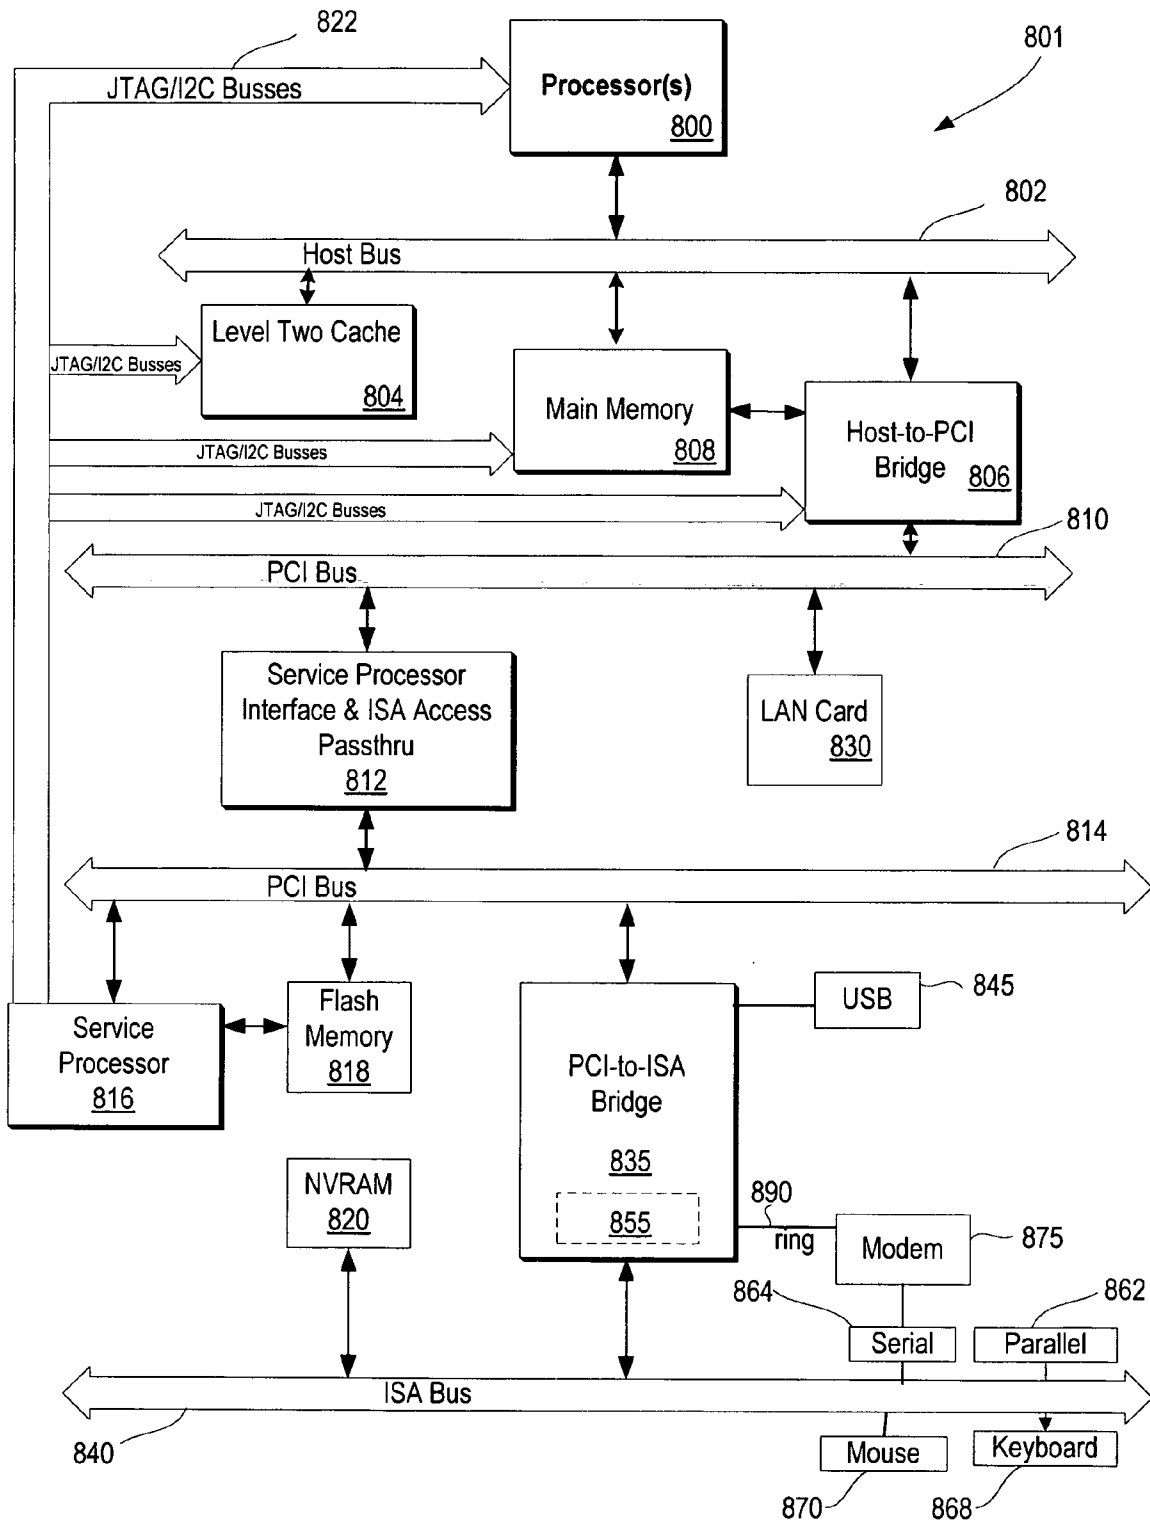 822
801
JTAG/I2C Busses
Processor(s)
800
802
Host Bus
Level Two Cache
804
JTAG/I2C Busses
Main Memory
808
Host-to-PCI
Bridge
806
JTAG/I2C Busses
JTAG/I2C Busses
810
PCI Bus
Service Processor
Interface & ISA Access
Passthru
812
LAN Card
830
814
PCI Bus
Service
Processor
816
Flash
Memory
818
PCI-to-ISA
Bridge
835
855
USB
845
NVRAM
820
890
ring
Modem
875
864
862
Serial
Parallel
ISA Bus
840
Mouse
Keyboard
870
868